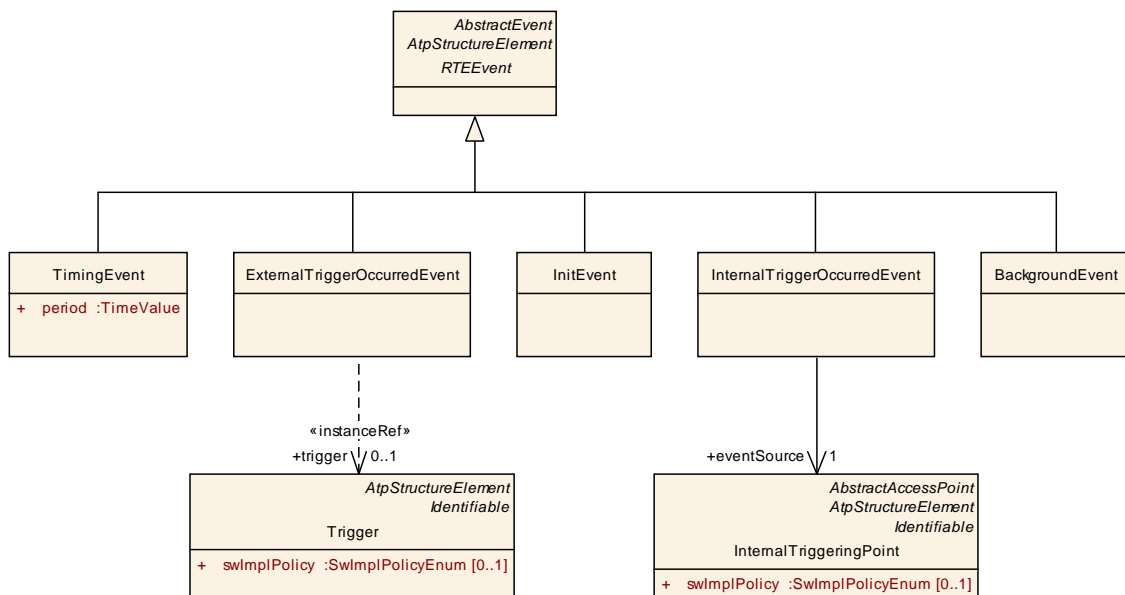 AbstractEvent
AtpStructureElement
RTEEvent
TimingEvent
+ period :TimeValue
ExternalTriggerOccurredEvent
InitEvent
InternalTriggerOccurredEvent
BackgroundEvent
«instanceRef»
+trigger 0..1
+eventSource 1
AtpStructureElement
Identifiable
Trigger
+ swImplPolicy :SwImplPolicyEnum [0..1]
AbstractAccessPoint
AtpStructureElement
Identifiable
InternalTriggeringPoint
+ swImplPolicy :SwImplPolicyEnum [0..1]